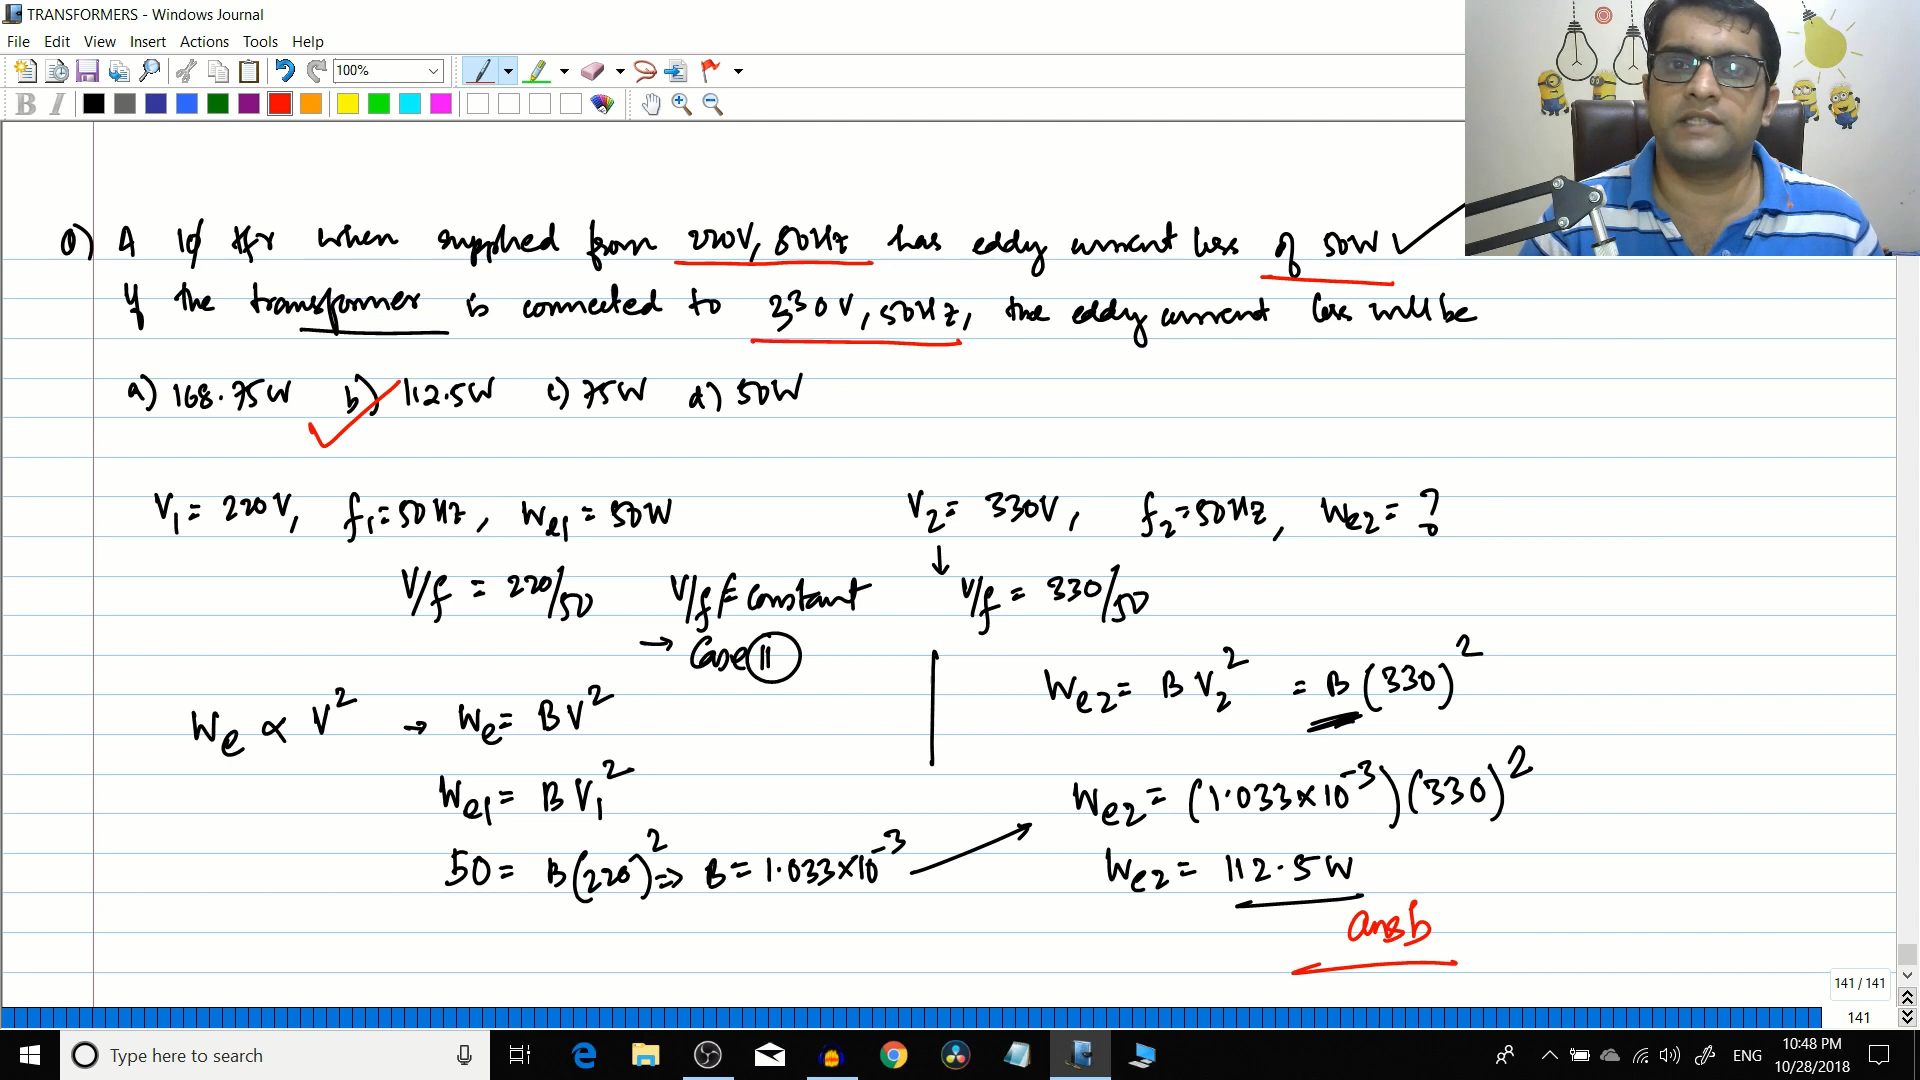 TRANSFORMERS - Windows Journal
File Edit View Insert Actions Tools Help
100%
B I
Q) A 1ϕ tfr when supplied from 220V, 50Hz has eddy current loss of 50W
If the transformer is connected to 330V, 50Hz, the eddy current loss will be
a) 168.75W b) 112.5W c) 75W d) 50W
V₁ = 220V, f₁ = 50Hz, We1 = 50W V₂ = 330V, f₂ = 50Hz, We2 = ?
↓
V/f = 220/50 V/f ≠ constant V/f = 330/50
→ Case II
We2 = B V₂² = B (330)²
We ∝ V² → We = BV²
We1 = B V₁² We2 = (1.033×10⁻³) (330)²
50 = B(220)² ⇒ B = 1.033×10⁻³ We2 = 112.5W
ans b
141 / 141
141
Type here to search
ENG
10:48 PM
10/28/2018